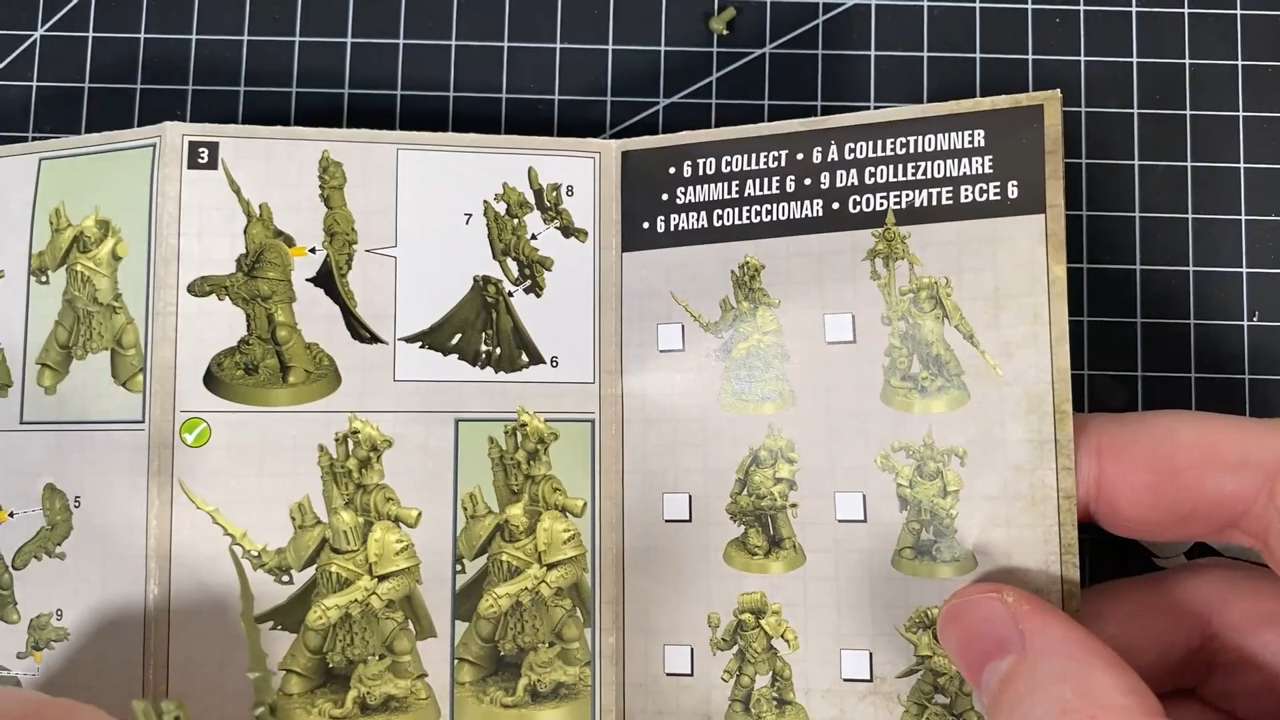 3
7
8
6
5
9
• 6 TO COLLECT • 6 À COLLECTIONNER
• SAMMLE ALLE 6 • 9 DA COLLEZIONARE
• 6 PARA COLECCIONAR • СОБЕРИТЕ ВСЕ 6